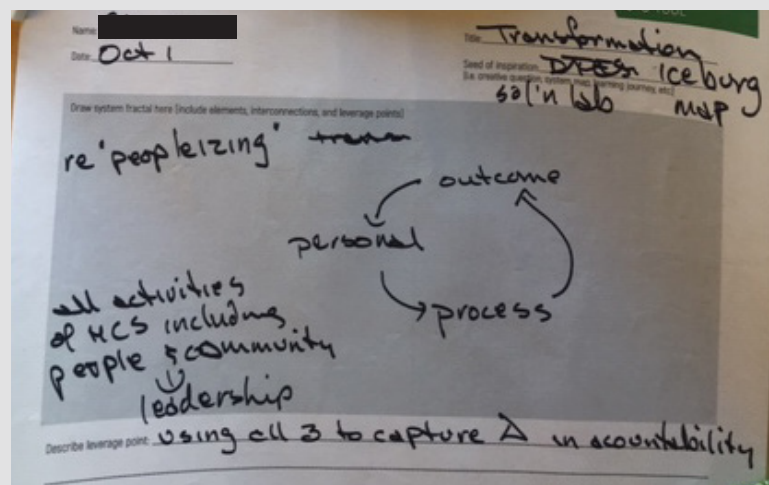 TOOL
Name:
Date: Oct 1
Title: Transformation
Seed of inspiration: Iceburg
[i.e. creative question, system map, learning journey, etc]
sol'n lab map
Draw system fractal here [include elements, interconnections, and leverage points]
re "peopleizing"
outcome
personal
process
all activities
of HCS including
people & community
leadership
Describe leverage point: using all 3 to capture Δ in acountability